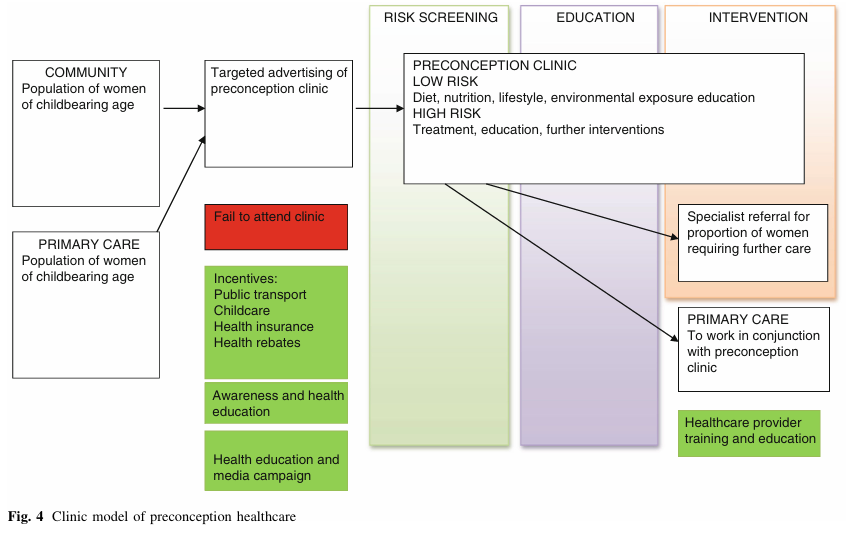 RISK SCREENING
EDUCATION
INTERVENTION
COMMUNITY
Population of women
of childbearing age
Targeted advertising of
preconception clinic
PRECONCEPTION CLINIC
LOW RISK
Diet, nutrition, lifestyle, environmental exposure education
HIGH RISK
Treatment, education, further interventions
Fail to attend clinic
Specialist referral for
proportion of women
requiring further care
PRIMARY CARE
Population of women
of childbearing age
Incentives:
Public transport
Childcare
Health insurance
Health rebates
PRIMARY CARE
To work in conjunction
with preconception
clinic
Awareness and health
education
Healthcare provider
training and education
Health education and
media campaign
Fig. 4 Clinic model of preconception healthcare